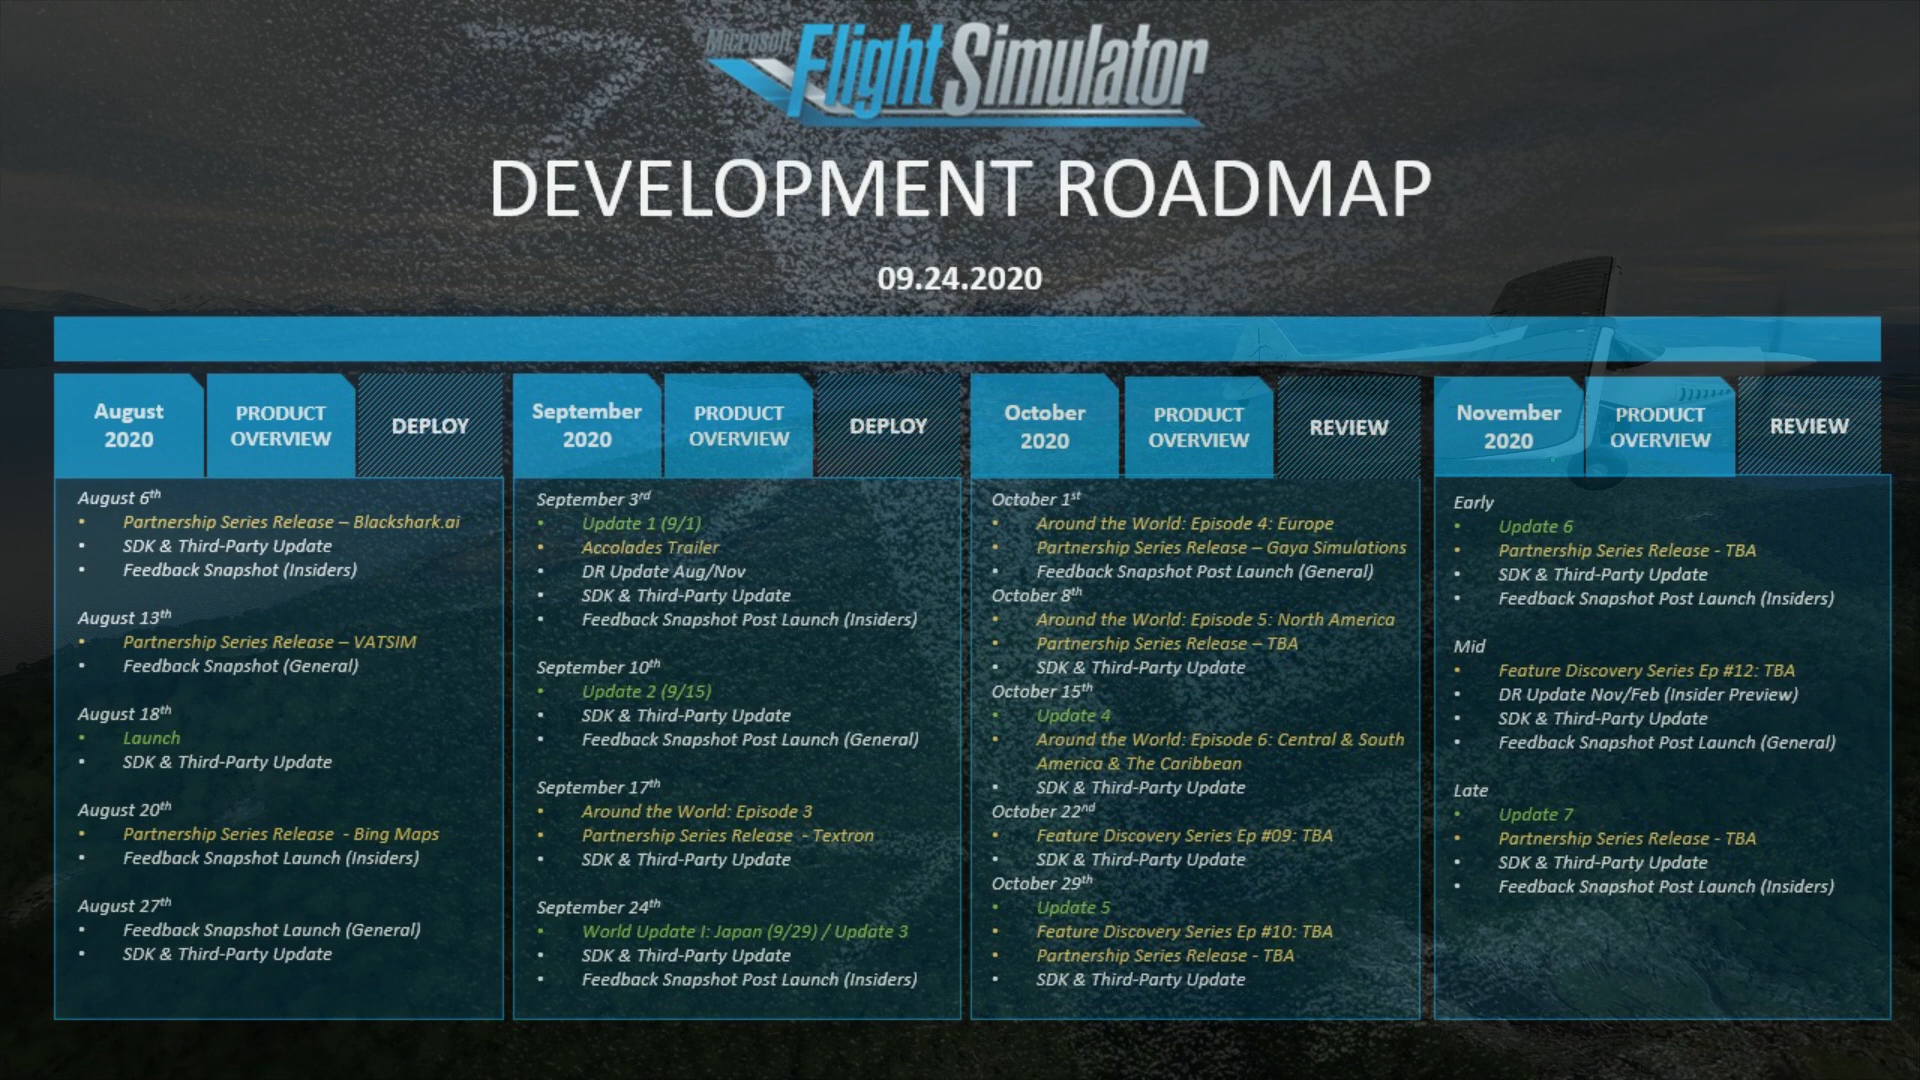 Microsoft Flight Simulator
DEVELOPMENT ROADMAP
09.24.2020
August
2020
PRODUCT
OVERVIEW
DEPLOY
August 6th
• Partnership Series Release – Blackshark.ai
• SDK & Third-Party Update
• Feedback Snapshot (Insiders)
August 13th
• Partnership Series Release – VATSIM
• Feedback Snapshot (General)
August 18th
• Launch
• SDK & Third-Party Update
August 20th
• Partnership Series Release - Bing Maps
• Feedback Snapshot Launch (Insiders)
August 27th
• Feedback Snapshot Launch (General)
• SDK & Third-Party Update
September
2020
PRODUCT
OVERVIEW
DEPLOY
September 3rd
• Update 1 (9/1)
• Accolades Trailer
• DR Update Aug/Nov
• SDK & Third-Party Update
• Feedback Snapshot Post Launch (Insiders)
September 10th
• Update 2 (9/15)
• SDK & Third-Party Update
• Feedback Snapshot Post Launch (General)
September 17th
• Around the World: Episode 3
• Partnership Series Release - Textron
• SDK & Third-Party Update
September 24th
• World Update I: Japan (9/29) / Update 3
• SDK & Third-Party Update
• Feedback Snapshot Post Launch (Insiders)
October
2020
PRODUCT
OVERVIEW
REVIEW
October 1st
• Around the World: Episode 4: Europe
• Partnership Series Release – Gaya Simulations
• Feedback Snapshot Post Launch (General)
October 8th
• Around the World: Episode 5: North America
• Partnership Series Release – TBA
• SDK & Third-Party Update
October 15th
• Update 4
• Around the World: Episode 6: Central & South
America & The Caribbean
• SDK & Third-Party Update
October 22nd
• Feature Discovery Series Ep #09: TBA
• SDK & Third-Party Update
October 29th
• Update 5
• Feature Discovery Series Ep #10: TBA
• Partnership Series Release - TBA
• SDK & Third-Party Update
November
2020
PRODUCT
OVERVIEW
REVIEW
Early
• Update 6
• Partnership Series Release - TBA
• SDK & Third-Party Update
• Feedback Snapshot Post Launch (Insiders)
Mid
• Feature Discovery Series Ep #12: TBA
• DR Update Nov/Feb (Insider Preview)
• SDK & Third-Party Update
• Feedback Snapshot Post Launch (General)
Late
• Update 7
• Partnership Series Release - TBA
• SDK & Third-Party Update
• Feedback Snapshot Post Launch (Insiders)